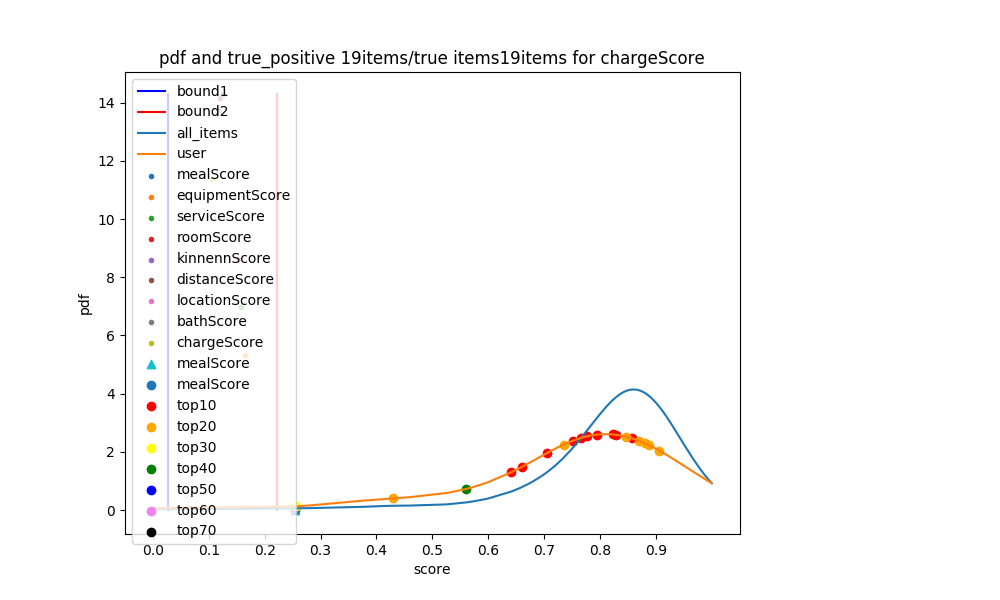 pdf and true_positive 19items/true items19items for chargeScore
bound1
bound2
all_items
user
mealScore
equipmentScore
serviceScore
roomScore
kinnennScore
distanceScore
locationScore
bathScore
chargeScore
mealScore
mealScore
top10
top20
top30
top40
top50
top60
top70
pdf
14
12
10
8
6
4
2
0
0.0 0.1 0.2 0.3 0.4 0.5 0.6 0.7 0.8 0.9
score